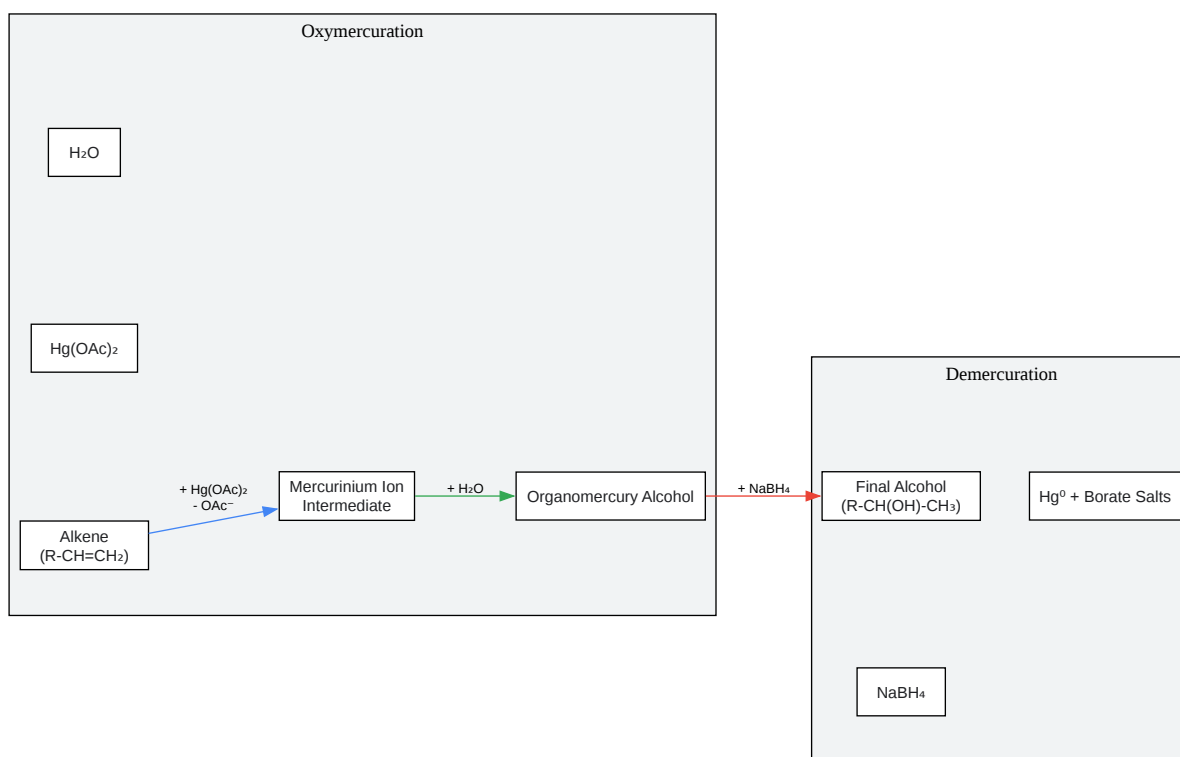 Oxymercuration
H₂O
Hg(OAc)₂
Demercuration
+ Hg(OAc)₂
- OAc⁻
Mercurinium Ion
Intermediate
+ H₂O
Organomercury Alcohol
+ NaBH₄
Final Alcohol
(R-CH(OH)-CH₃)
Hg⁰ + Borate Salts
Alkene
(R-CH=CH₂)
NaBH₄